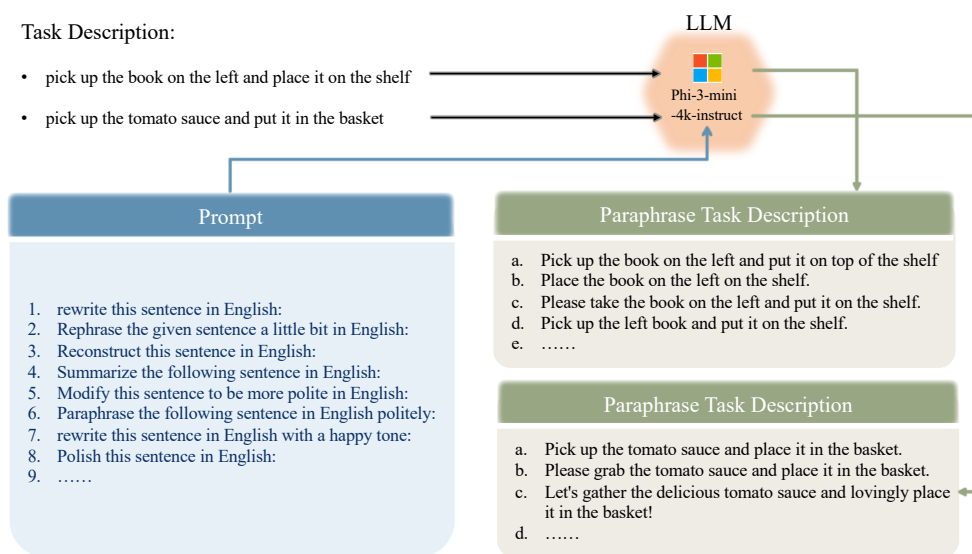 Task Description:
• pick up the book on the left and place it on the shelf
• pick up the tomato sauce and put it in the basket
LLM
Phi-3-mini
-4k-instruct
Prompt
1. rewrite this sentence in English:
2. Rephrase the given sentence a little bit in English:
3. Reconstruct this sentence in English:
4. Summarize the following sentence in English:
5. Modify this sentence to be more polite in English:
6. Paraphrase the following sentence in English politely:
7. rewrite this sentence in English with a happy tone:
8. Polish this sentence in English:
9. ……
Paraphrase Task Description
a. Pick up the book on the left and put it on top of the shelf
b. Place the book on the left on the shelf.
c. Please take the book on the left and put it on the shelf.
d. Pick up the left book and put it on the shelf.
e. ……
Paraphrase Task Description
a. Pick up the tomato sauce and place it in the basket.
b. Please grab the tomato sauce and place it in the basket.
c. Let's gather the delicious tomato sauce and lovingly place
it in the basket!
d. ……